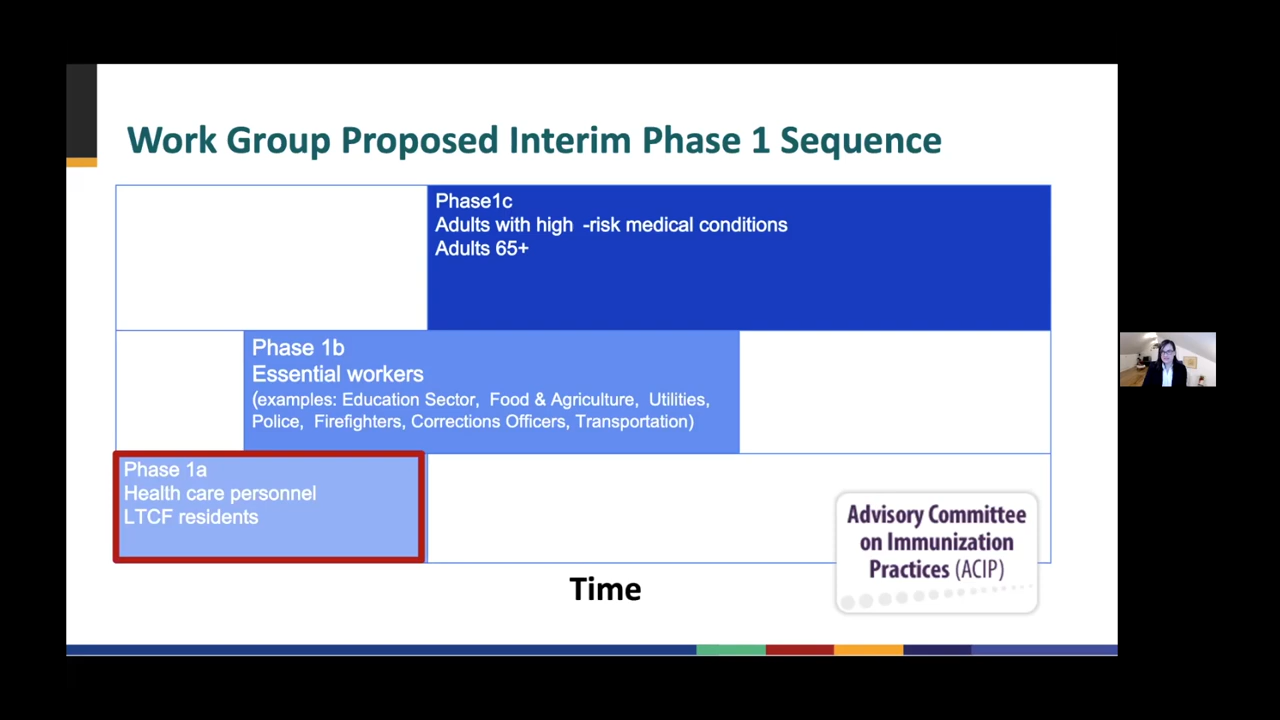 Work Group Proposed Interim Phase 1 Sequence
Phase1c
Adults with high -risk medical conditions
Adults 65+
Phase 1b
Essential workers
(examples: Education Sector, Food & Agriculture, Utilities,
Police, Firefighters, Corrections Officers, Transportation)
Phase 1a
Health care personnel
LTCF residents
Advisory Committee
on Immunization
Practices (ACIP)
Time